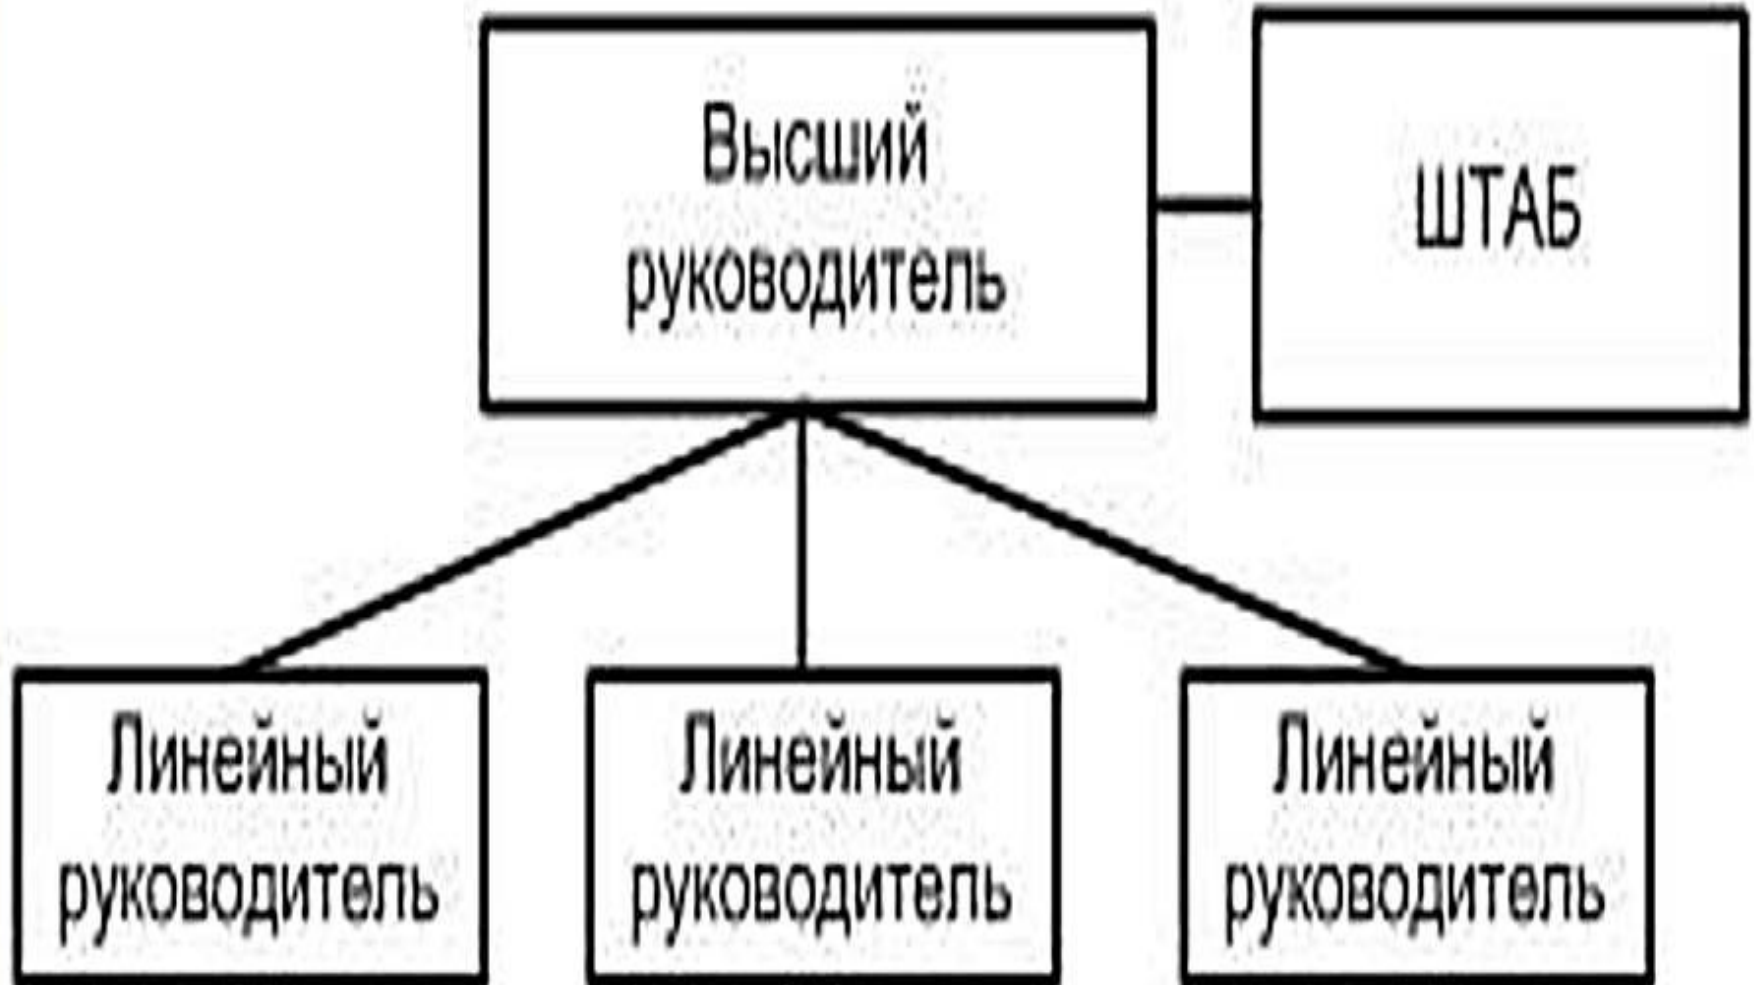 Высший
руководитель
ШТАБ
Линейный
руководитель
Линейный
руководитель
Линейный
руководитель